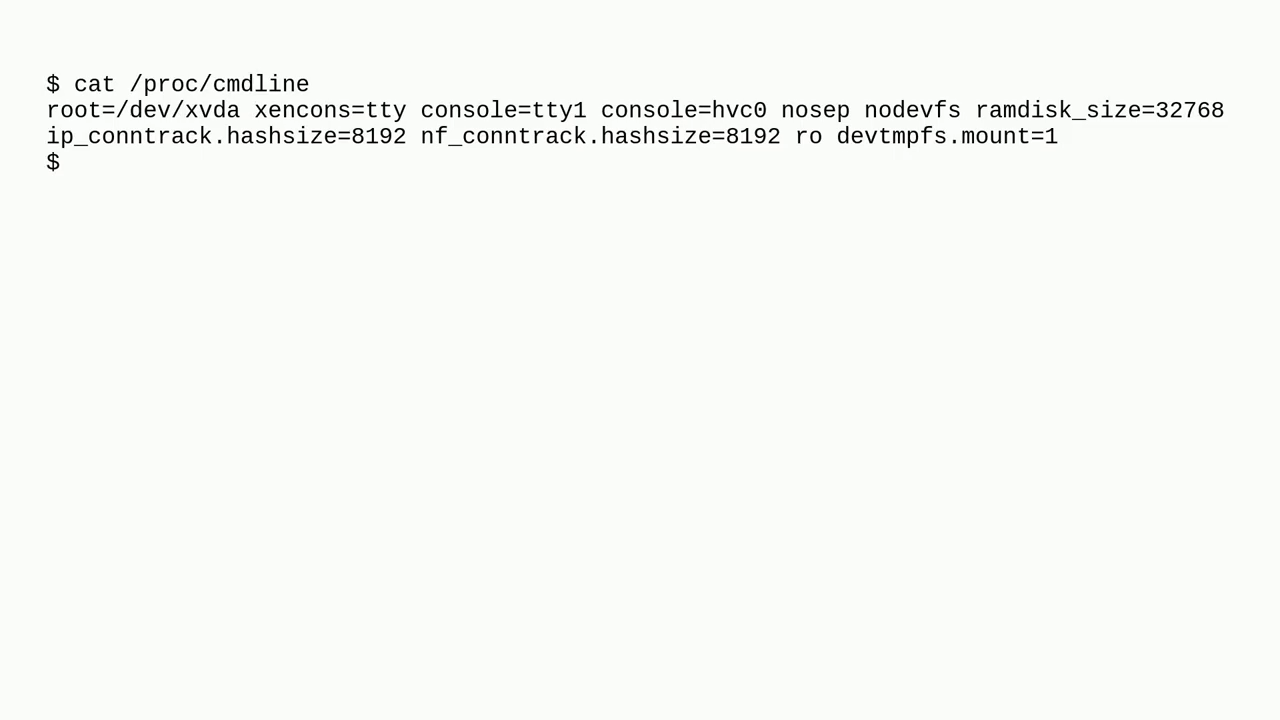 $ cat /proc/cmdline
root=/dev/xvda xencons=tty console=tty1 console=hvc0 nosep nodevfs ramdisk_size=32768
ip_conntrack.hashsize=8192 nf_conntrack.hashsize=8192 ro devtmpfs.mount=1
$